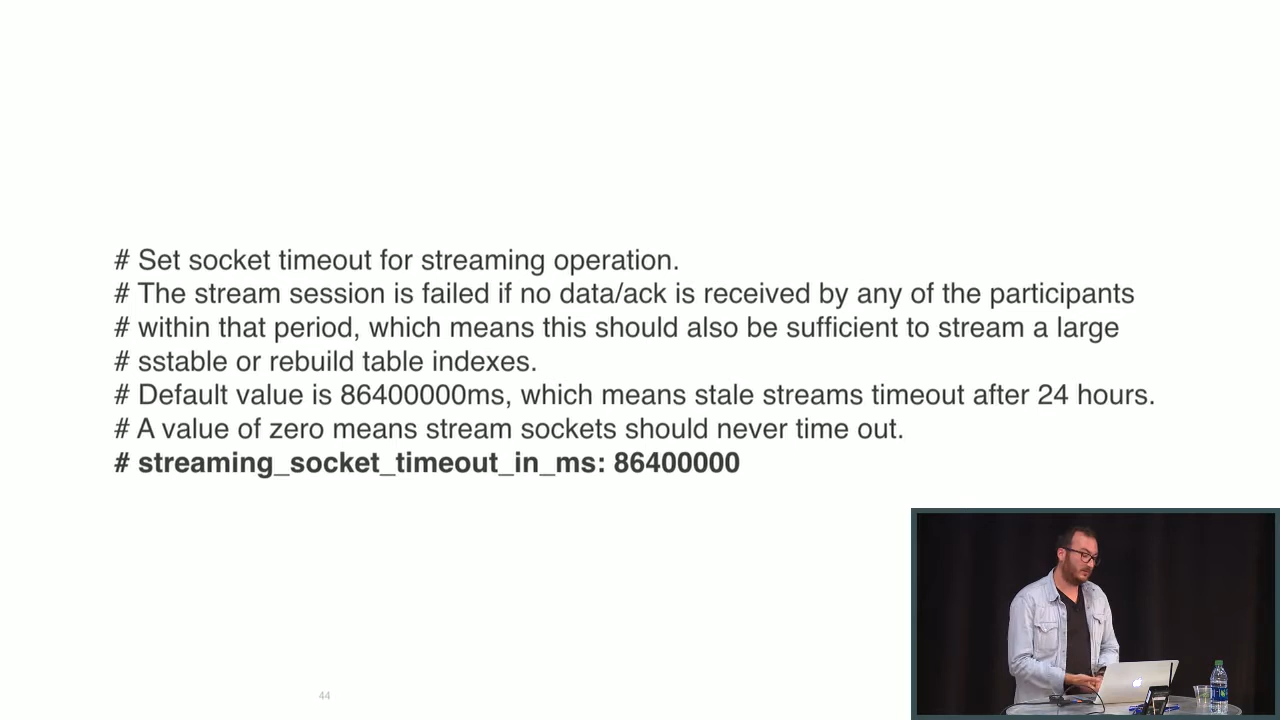 # Set socket timeout for streaming operation.
# The stream session is failed if no data/ack is received by any of the participants
# within that period, which means this should also be sufficient to stream a large
# sstable or rebuild table indexes.
# Default value is 86400000ms, which means stale streams timeout after 24 hours.
# A value of zero means stream sockets should never time out.
# streaming_socket_timeout_in_ms: 86400000
44